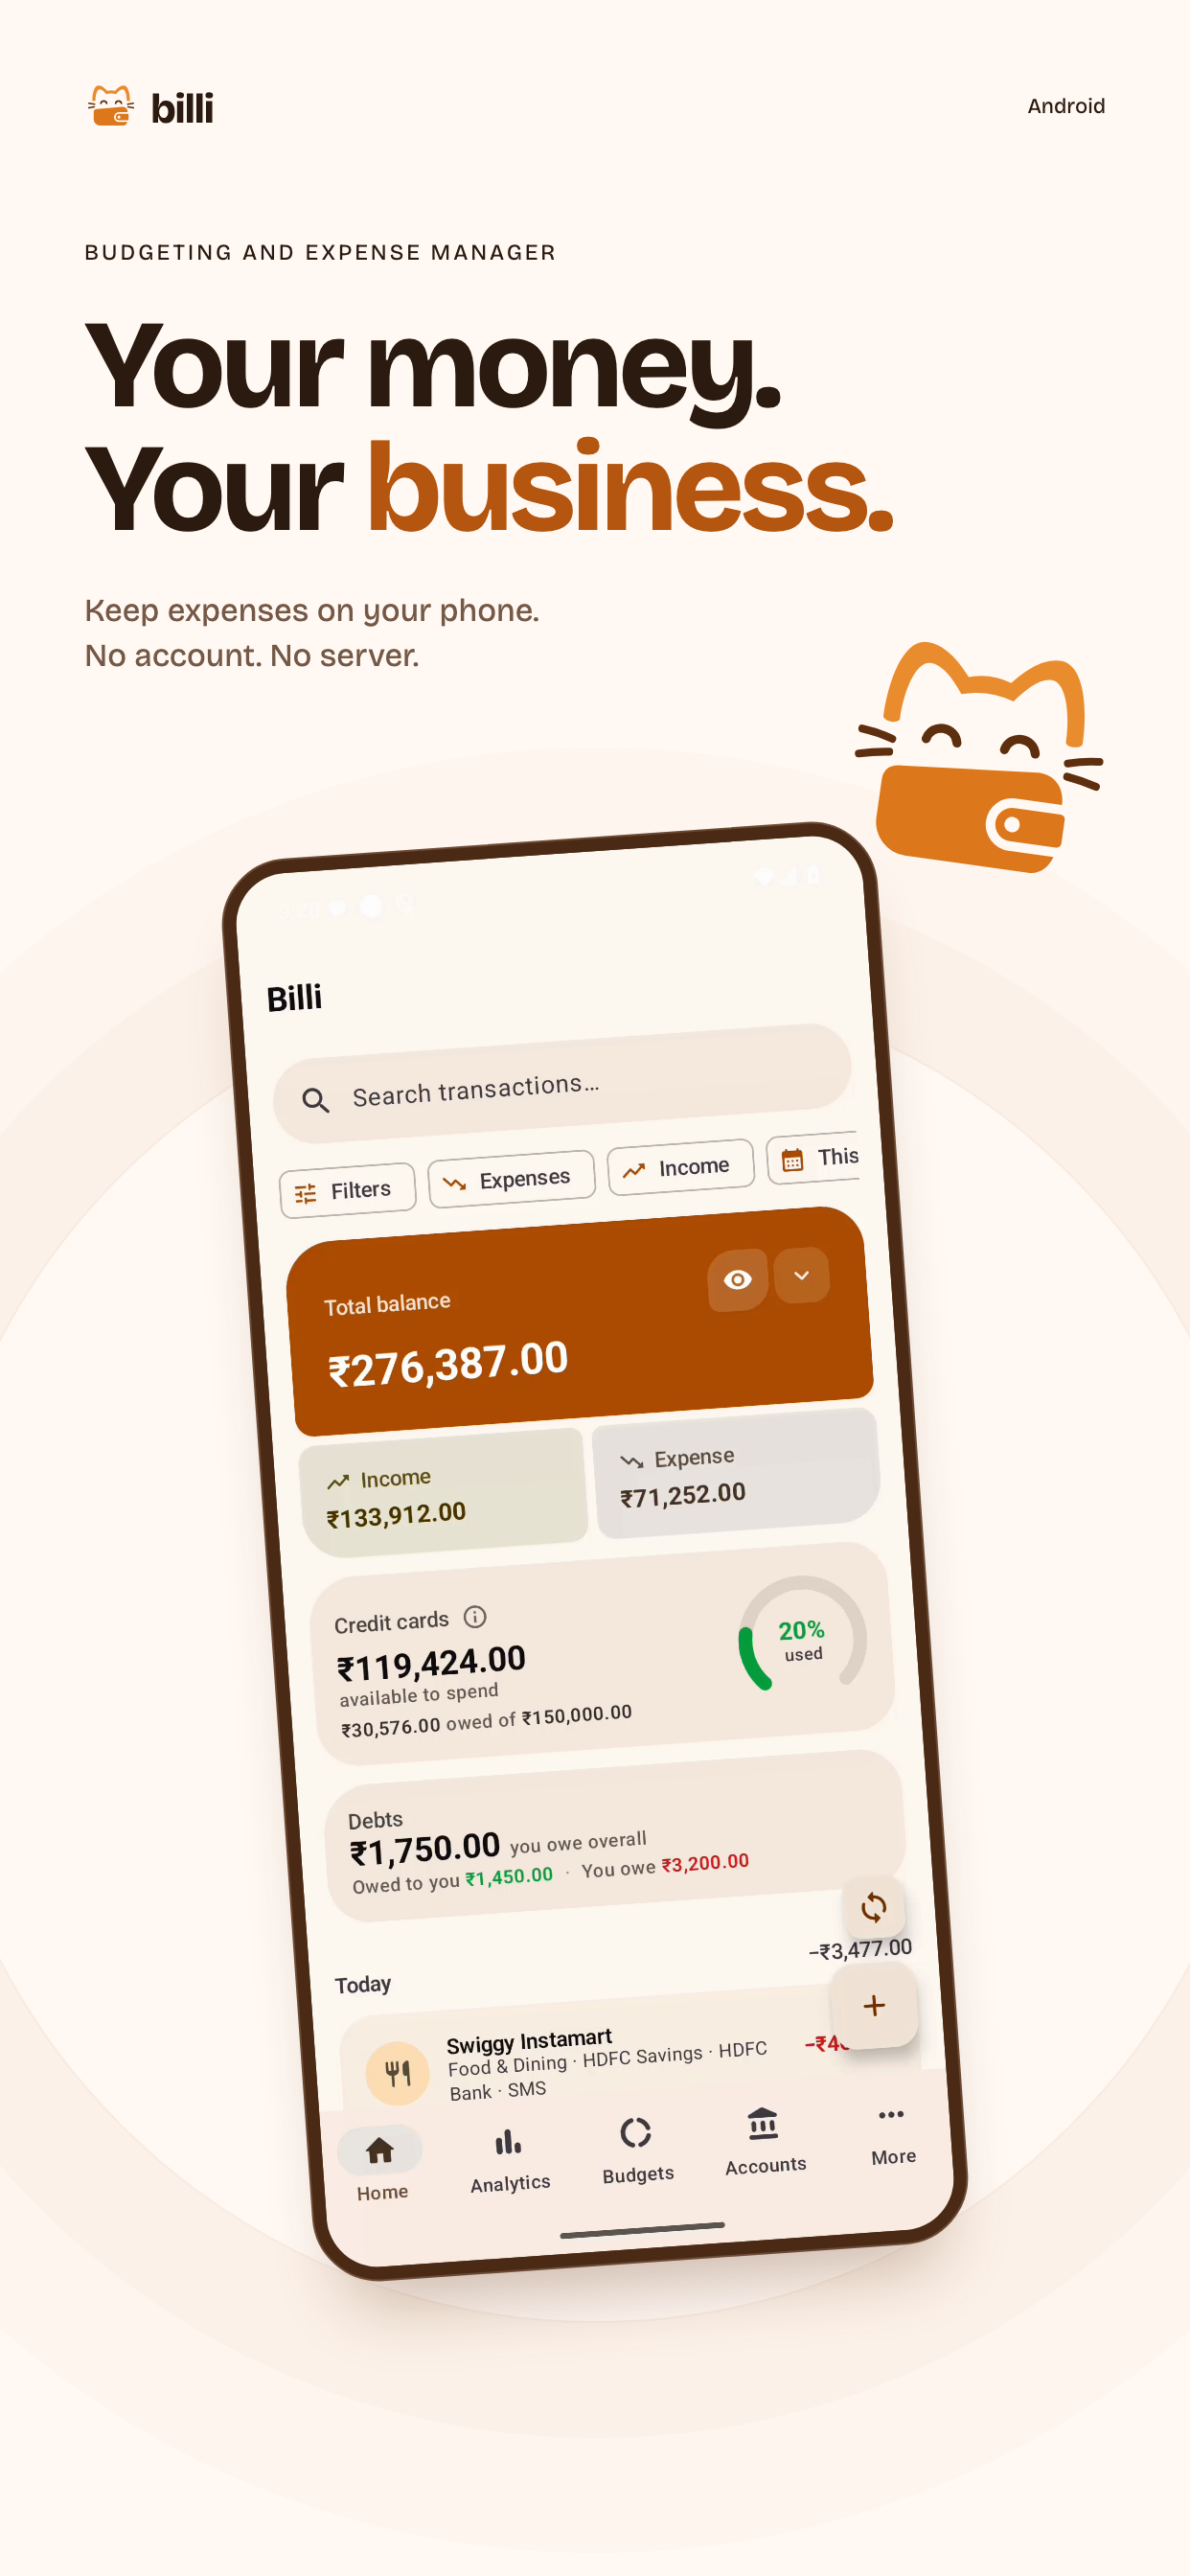 billi
Android
BUDGETING AND EXPENSE MANAGER
Your money.
Your business.
Keep expenses on your phone.
No account. No server.
Billi
Search transactions...
Filters
Expenses
Income
This
Total balance
₹276,387.00
Income
₹133,912.00
Expense
₹71,252.00
Credit cards
₹119,424.00
available to spend
₹30,576.00 owed of ₹150,000.00
20%
used
Debts
₹1,750.00 you owe overall
Owed to you ₹1,450.00 · You owe ₹3,200.00
Today
−₹3,477.00
Swiggy Instamart
Food & Dining · HDFC Savings · HDFC
Bank · SMS
Home
Analytics
Budgets
Accounts
More